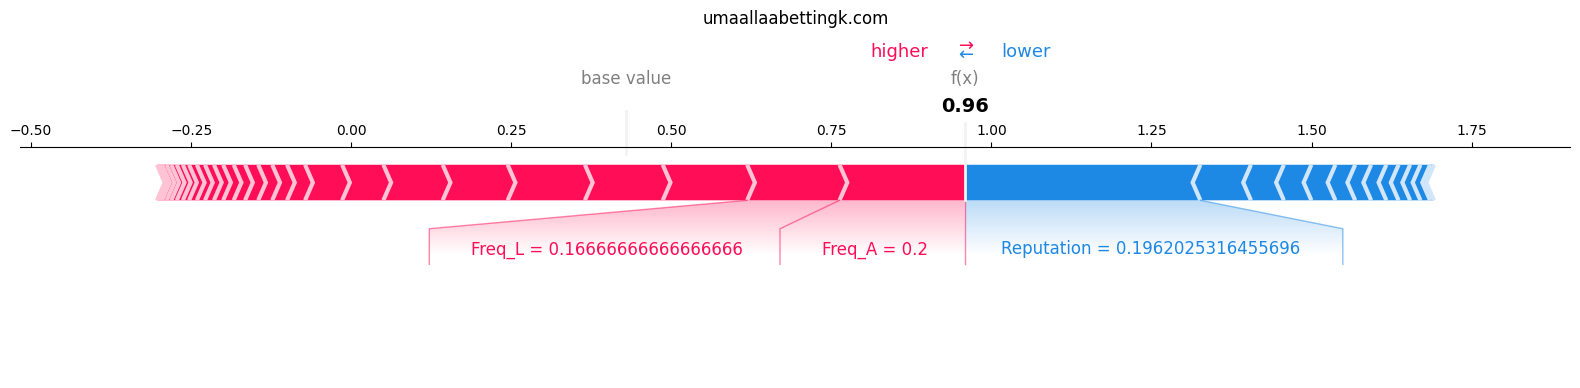 umaallaabettingk.com
higher → ← lower
base value f(x)
0.96
−0.50 −0.25 0.00 0.25 0.50 0.75 1.00 1.25 1.50 1.75
Freq_L = 0.16666666666666666 Freq_A = 0.2 Reputation = 0.1962025316455696